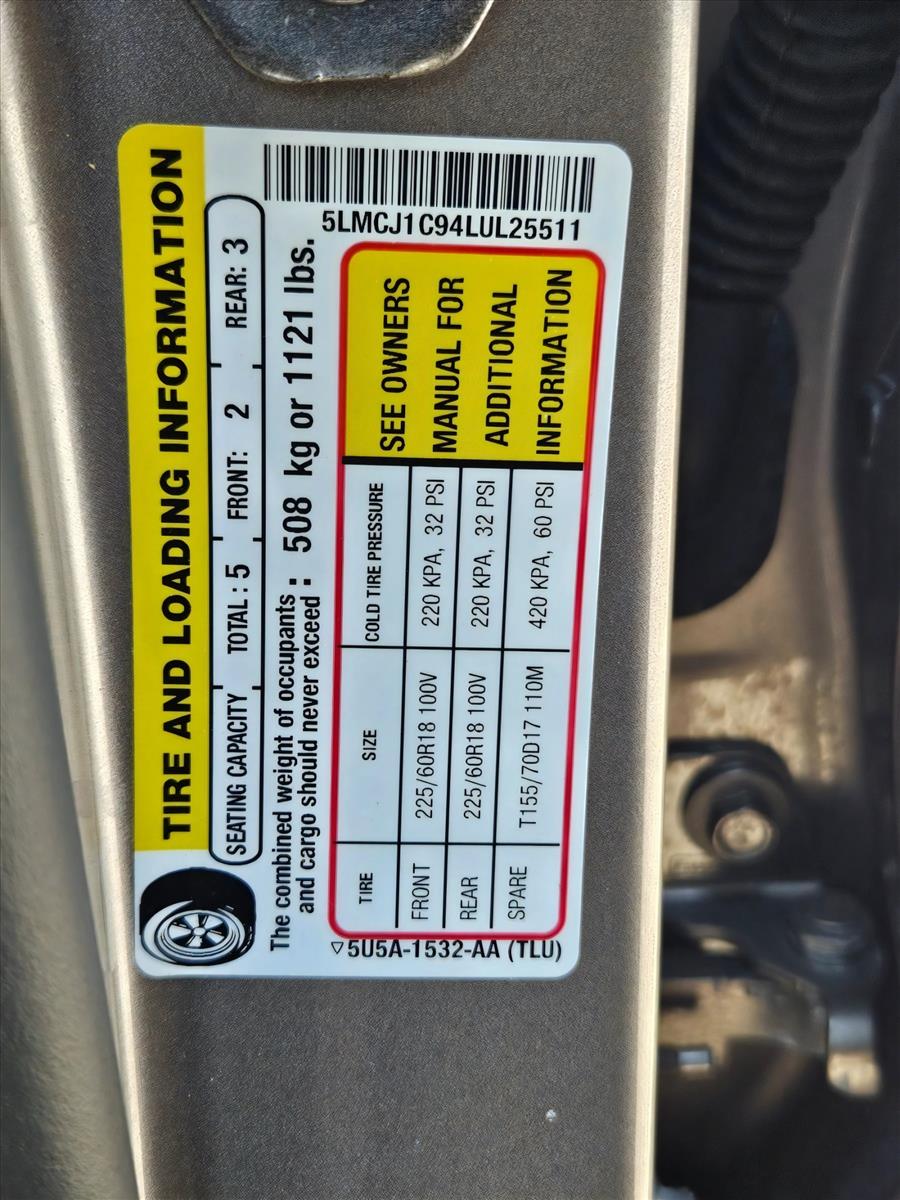 5LMCJ1C94LUL25511
TIRE AND LOADING INFORMATION
SEATING CAPACITY TOTAL : 5 FRONT: 2 REAR: 3
The combined weight of occupants
and cargo should never exceed : 508 kg or 1121 lbs.
TIRE SIZE COLD TIRE PRESSURE
FRONT 225/60R18 100V 220 KPA, 32 PSI
REAR 225/60R18 100V 220 KPA, 32 PSI
SPARE T155/70D17 110M 420 KPA, 60 PSI
SEE OWNERS
MANUAL FOR
ADDITIONAL
INFORMATION
5U5A-1532-AA (TLU)